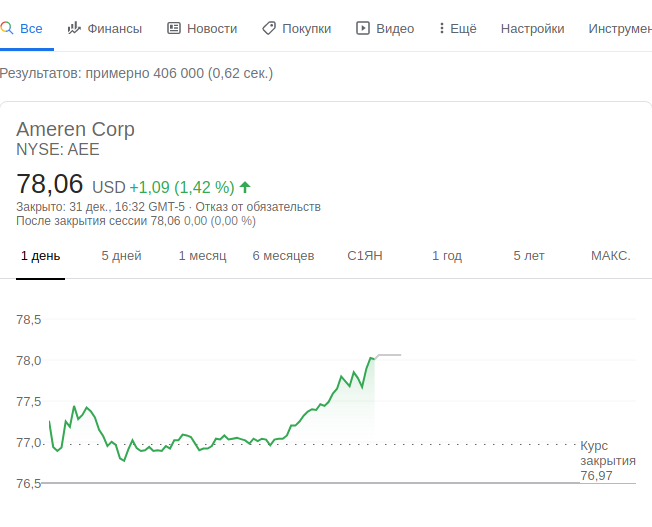 Все Финансы Новости Покупки Видео Ещё Настройки Инструмен
Результатов: примерно 406 000 (0,62 сек.)
Ameren Corp
NYSE: AEE
78,06 USD +1,09 (1,42 %)
Закрыто: 31 дек., 16:32 GMT-5 · Отказ от обязательств
После закрытия сессии 78,06 0,00 (0,00 %)
1 день 5 дней 1 месяц 6 месяцев С1ЯН 1 год 5 лет МАКС.
78,5
78,0
77,5
77,0
Курс
закрытия
76,97
76,5